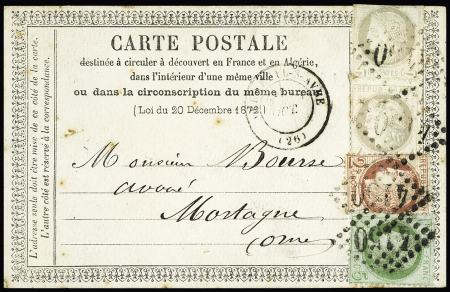 CARTE POSTALE
destinée à circuler à découvert en France et en Algérie,
dans l'intérieur d'une même ville
ou dans la circonscription du même bureau
(Loi du 20 Décembre 1872)
(26)
L'adresse seule doit être mise de ce côté de la carte.
L'autre côté est réservé à la correspondance.
Monsieur Bourse
avoué
Mortagne
orne